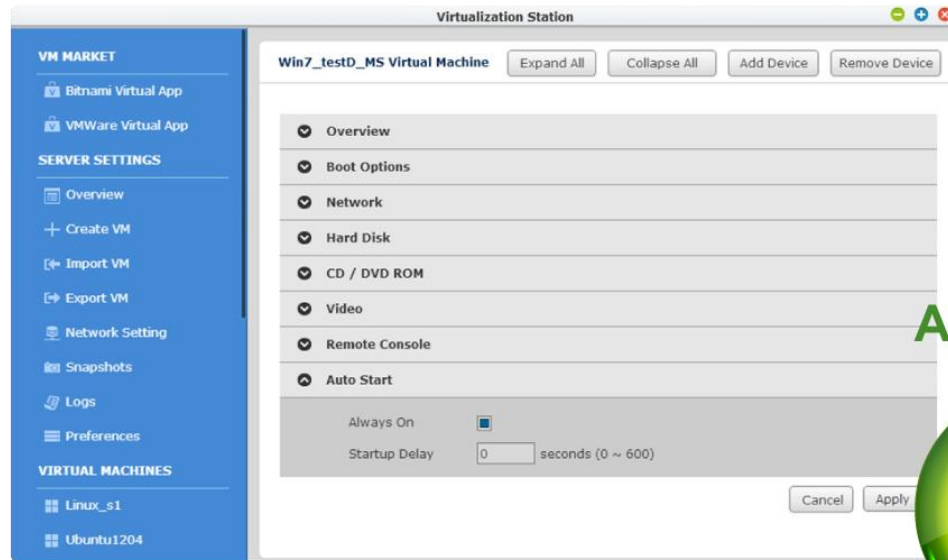 Virtualization Station
VM MARKET
Bitnami Virtual App
VMWare Virtual App
SERVER SETTINGS
Overview
Create VM
Import VM
Export VM
Network Setting
Snapshots
Logs
Preferences
VIRTUAL MACHINES
Linux_s1
Ubuntu1204
Win7_testD_MS Virtual Machine Expand All Collapse All Add Device Remove Device
Overview
Boot Options
Network
Hard Disk
CD / DVD ROM
Video
Remote Console
Auto Start
Always On
Startup Delay 0 seconds (0 ~ 600)
Cancel Apply
A